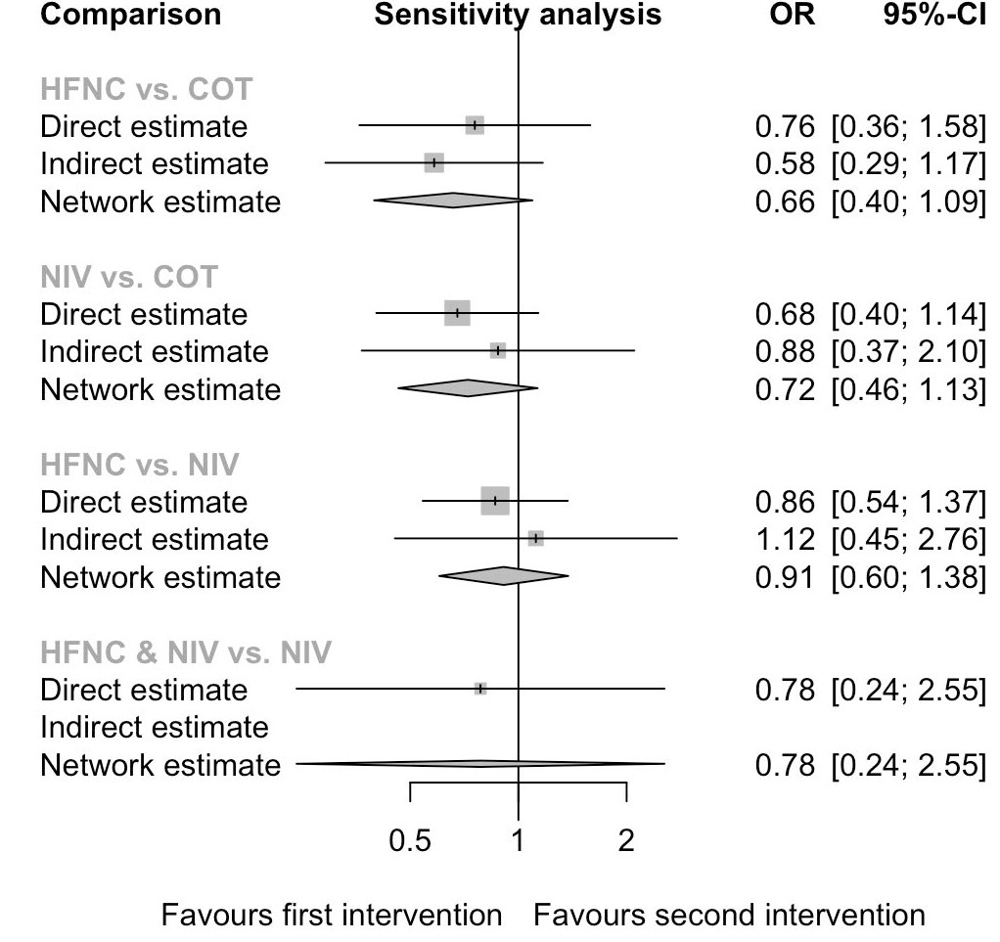 Comparison Sensitivity analysis OR 95%-CI
HFNC vs. COT
Direct estimate 0.76 [0.36; 1.58]
Indirect estimate 0.58 [0.29; 1.17]
Network estimate 0.66 [0.40; 1.09]
NIV vs. COT
Direct estimate 0.68 [0.40; 1.14]
Indirect estimate 0.88 [0.37; 2.10]
Network estimate 0.72 [0.46; 1.13]
HFNC vs. NIV
Direct estimate 0.86 [0.54; 1.37]
Indirect estimate 1.12 [0.45; 2.76]
Network estimate 0.91 [0.60; 1.38]
HFNC & NIV vs. NIV
Direct estimate 0.78 [0.24; 2.55]
Indirect estimate
Network estimate 0.78 [0.24; 2.55]
0.5 1 2
Favours first intervention Favours second intervention